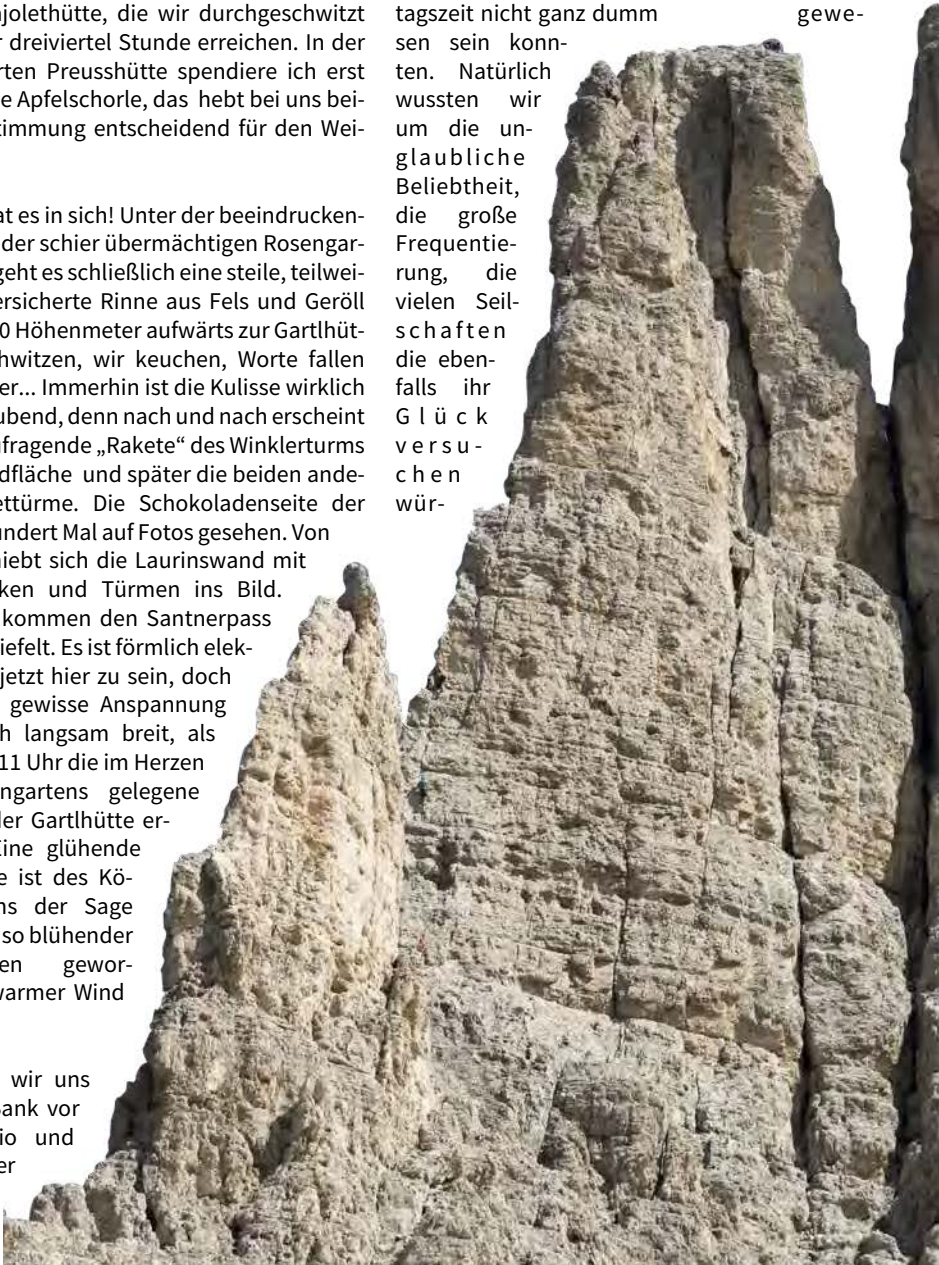 jolethütte, die wir durchgeschwitzt
dreiviertel Stunde erreichen. In der
rten Preusshütte spendiere ich erst
e Apfelschorle, das hebt bei uns bei-
timmung entscheidend für den Wei-
at es in sich! Unter der beeindrucken-
der schier übermächtigen Rosengar-
geht es schließlich eine steile, teilwei-
ersicherte Rinne aus Fels und Geröll
0 Höhenmeter aufwärts zur Gartlhüt-
hwitzen, wir keuchen, Worte fallen
er... Immerhin ist die Kulisse wirklich
ubend, denn nach und nach erscheint
ufragende „Rakete“ des Winklerturms
dfläche und später die beiden ande-
ettürme. Die Schokoladenseite der
undert Mal auf Fotos gesehen. Von
iebt sich die Laurinswand mit
ken und Türmen ins Bild.
kommen den Santnerpass
iefelt. Es ist förmlich elek-
jetzt hier zu sein, doch
gewisse Anspannung
h langsam breit, als
11 Uhr die im Herzen
ngartens gelegene
der Gartlhütte er-
Eine glühende
e ist des Kö-
ns der Sage
so blühender
en gewor-
warmer Wind
wir uns
Bank vor
io und
er
tagszeit nicht ganz dumm gewe-
sen sein konn-
ten. Natürlich
wussten wir
um die un-
glaubliche
Beliebtheit,
die große
Frequentie-
rung, die
vielen Seil-
schaften
die eben-
falls ihr
Glück
versu-
chen
wür-